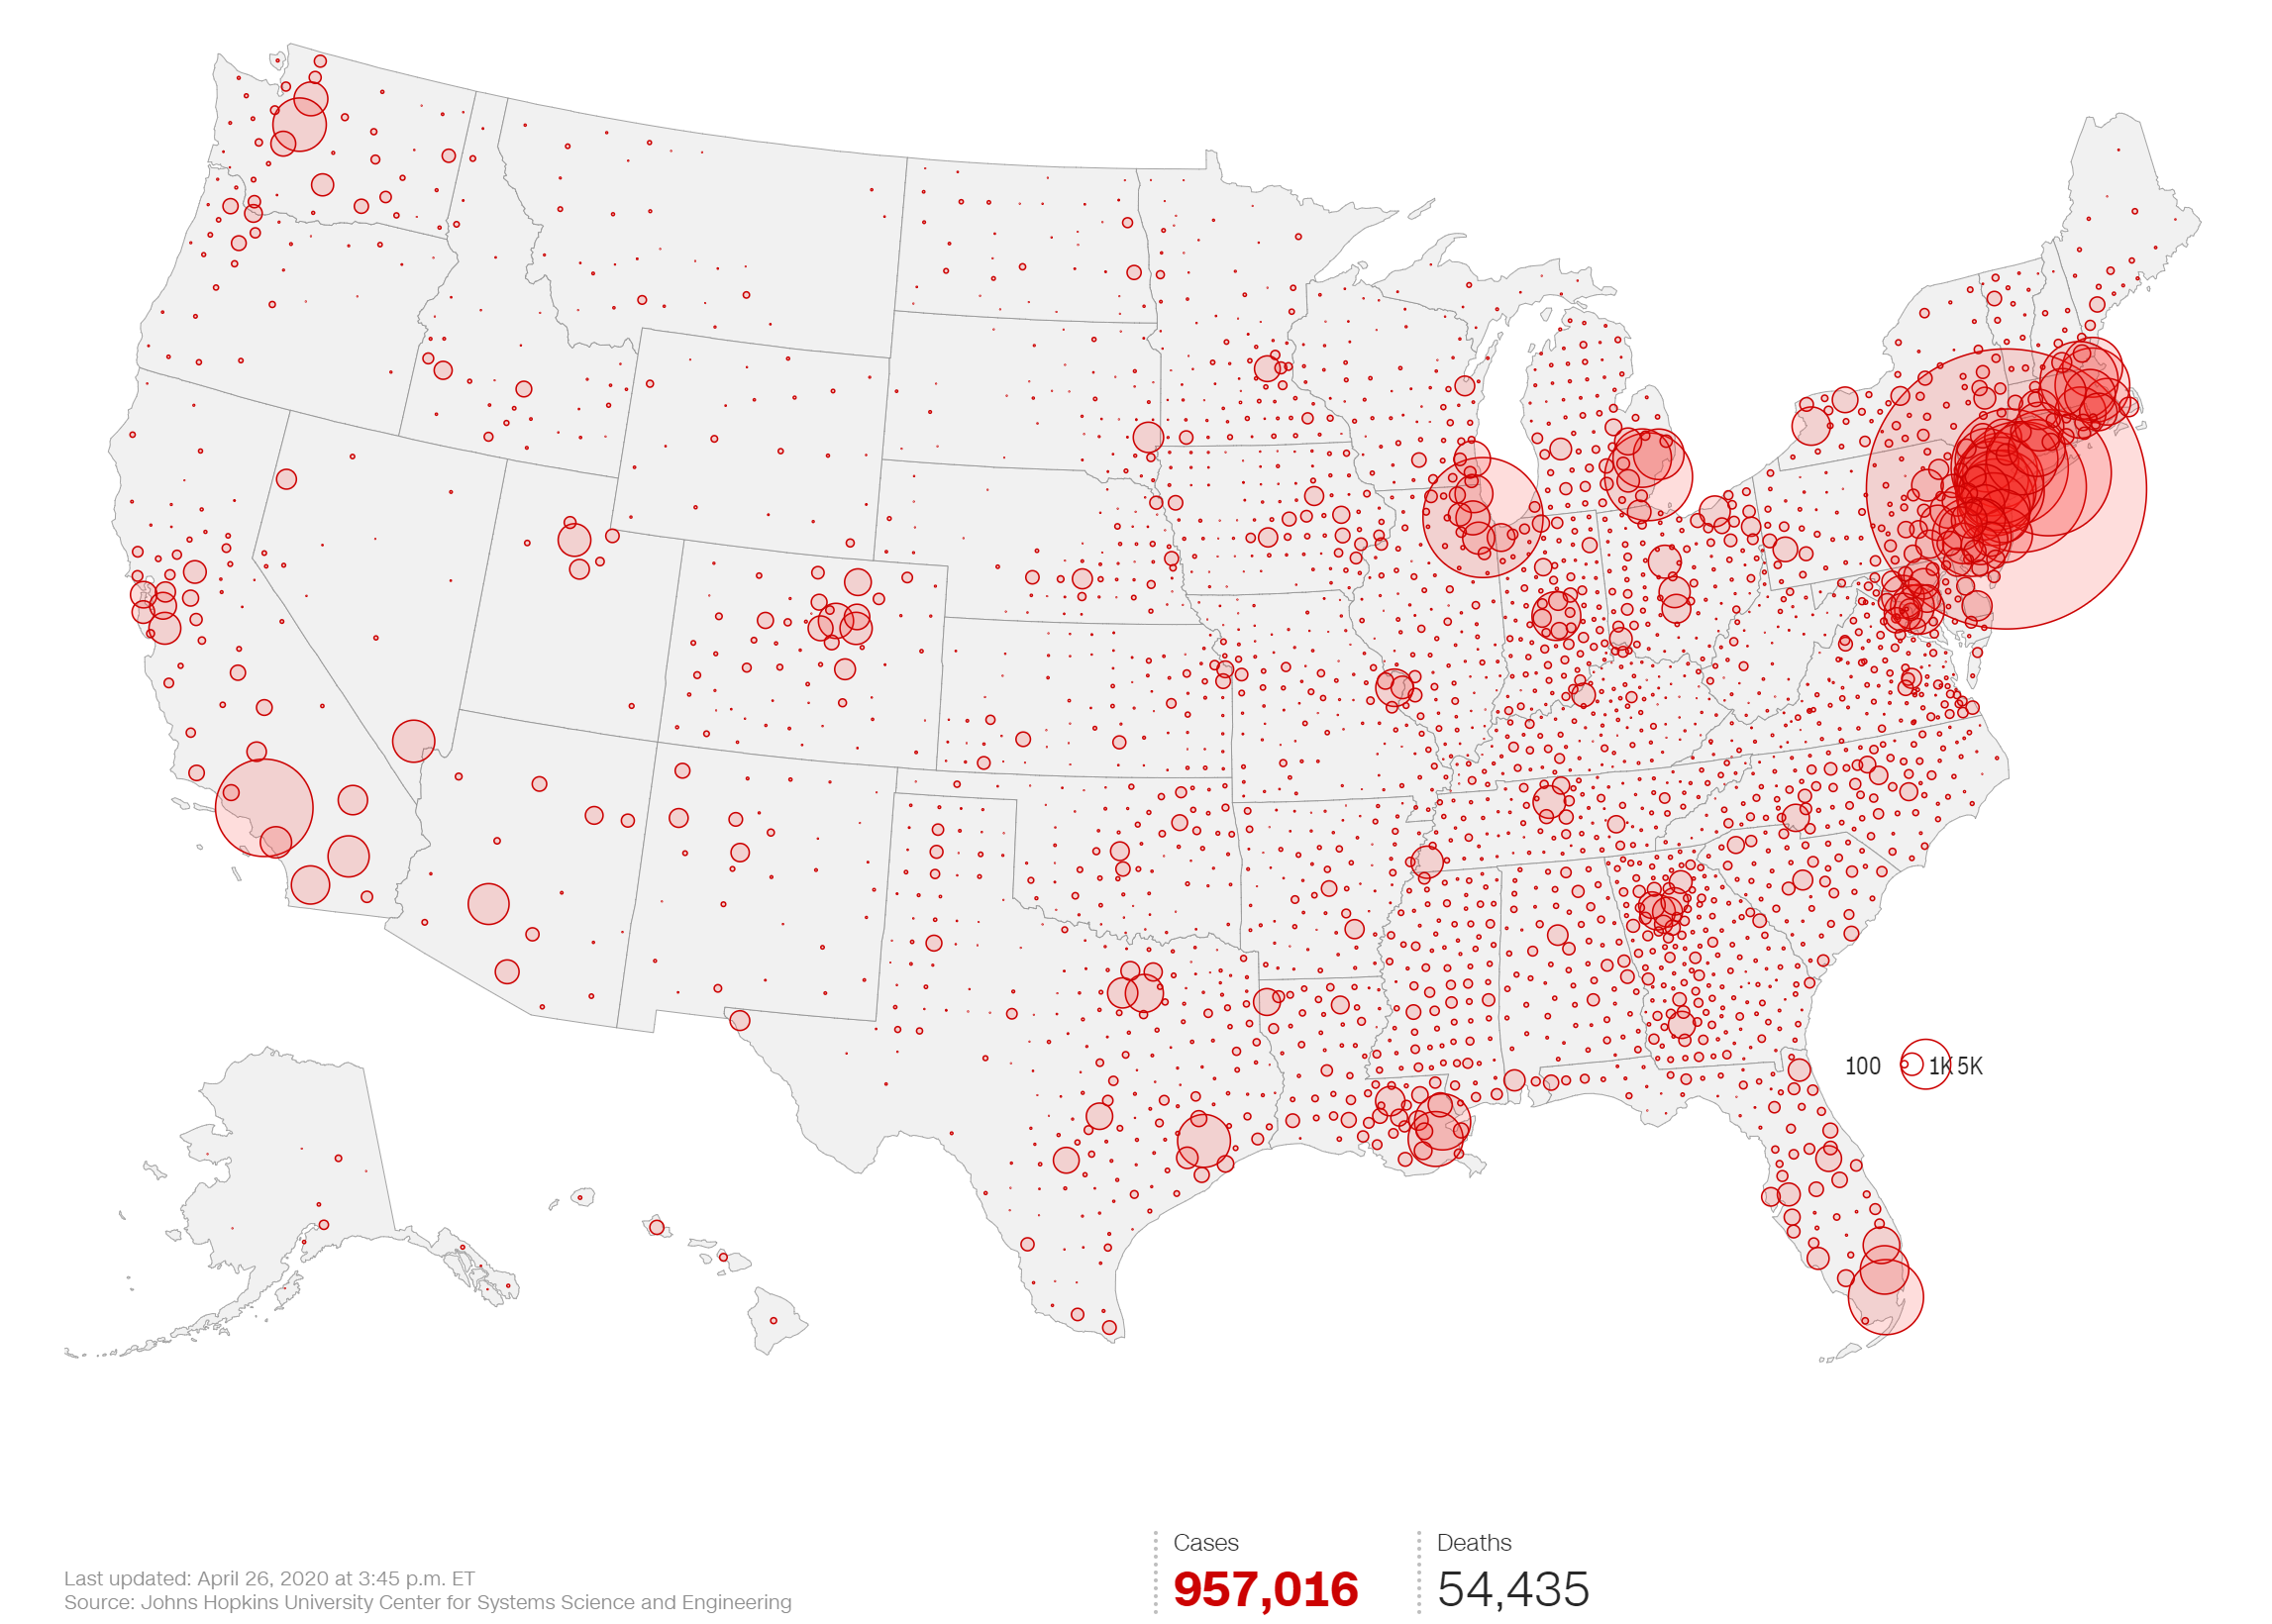 100 1K 5K
Cases
957,016
Deaths
54,435
Last updated: April 26, 2020 at 3:45 p.m. ET
Source: Johns Hopkins University Center for Systems Science and Engineering